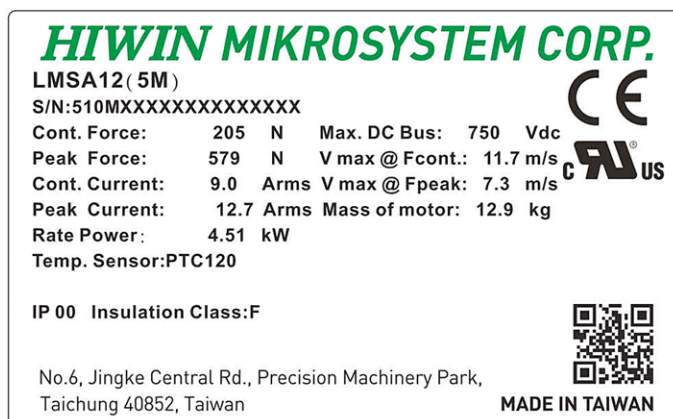 HIWIN MIKROSYSTEM CORP.
LMSA12(5M)
S/N:510MXXXXXXXXXXXXXX
Cont. Force: 205 N Max. DC Bus: 750 Vdc
Peak Force: 579 N V max @ Fcont.: 11.7 m/s
Cont. Current: 9.0 Arms V max @ Fpeak: 7.3 m/s
Peak Current: 12.7 Arms Mass of motor: 12.9 kg
Rate Power: 4.51 kW
Temp. Sensor:PTC120
IP 00 Insulation Class:F
No.6, Jingke Central Rd., Precision Machinery Park,
Taichung 40852, Taiwan
MADE IN TAIWAN
CE
C RU ® US